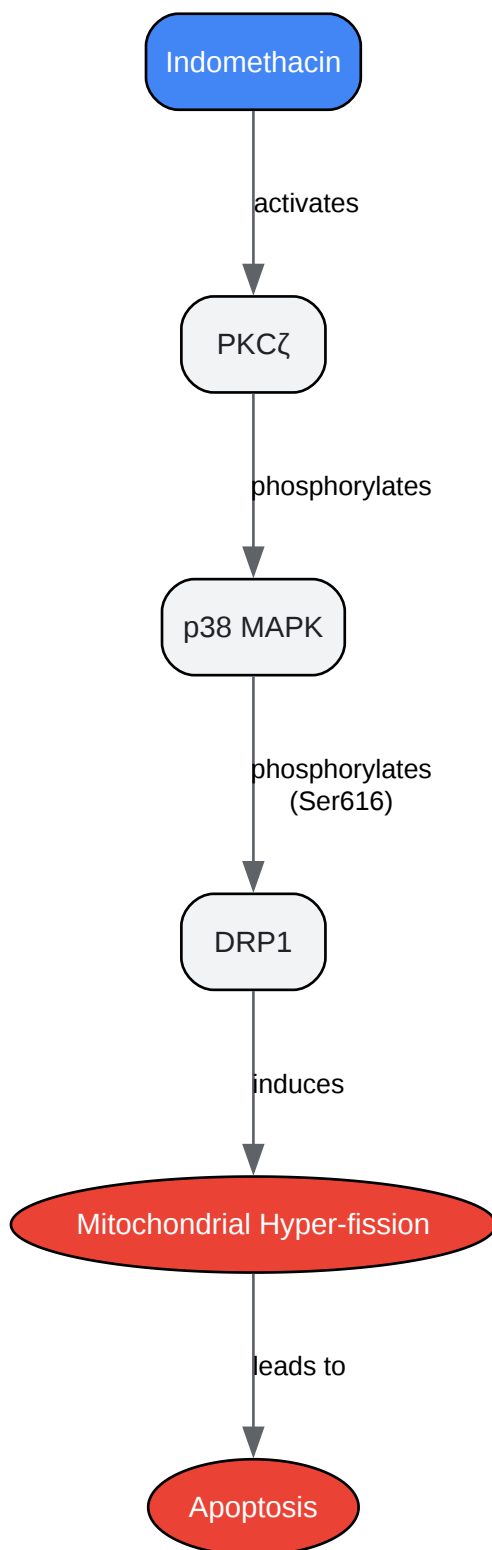 Indomethacin
activates
PKCζ
phosphorylates
p38 MAPK
phosphorylates
(Ser616)
DRP1
induces
Mitochondrial Hyper-fission
leads to
Apoptosis